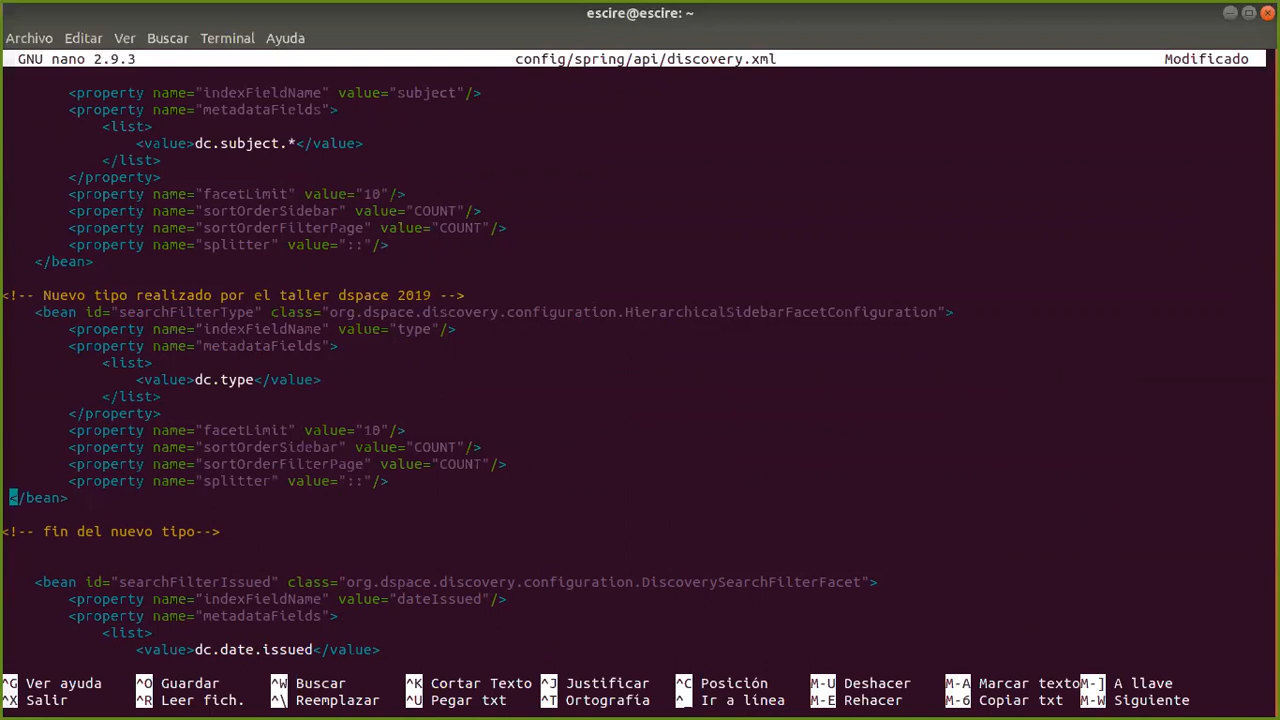 escire@escire: ~
Archivo Editar Ver Buscar Terminal Ayuda
GNU nano 2.9.3 config/spring/api/discovery.xml Modificado
<property name="indexFieldName" value="subject"/>
<property name="metadataFields">
<list>
<value>dc.subject.*</value>
</list>
</property>
<property name="facetLimit" value="10"/>
<property name="sortOrderSidebar" value="COUNT"/>
<property name="sortOrderFilterPage" value="COUNT"/>
<property name="splitter" value="::"/>
</bean>
<!-- Nuevo tipo realizado por el taller dspace 2019 -->
<bean id="searchFilterType" class="org.dspace.discovery.configuration.HierarchicalSidebarFacetConfiguration">
<property name="indexFieldName" value="type"/>
<property name="metadataFields">
<list>
<value>dc.type</value>
</list>
</property>
<property name="facetLimit" value="10"/>
<property name="sortOrderSidebar" value="COUNT"/>
<property name="sortOrderFilterPage" value="COUNT"/>
<property name="splitter" value="::"/>
</bean>
<!-- fin del nuevo tipo-->
<bean id="searchFilterIssued" class="org.dspace.discovery.configuration.DiscoverySearchFilterFacet">
<property name="indexFieldName" value="dateIssued"/>
<property name="metadataFields">
<list>
<value>dc.date.issued</value>
^G Ver ayuda ^O Guardar ^W Buscar ^K Cortar Texto ^J Justificar ^C Posición M-U Deshacer M-A Marcar texto M-] A llave
^X Salir ^R Leer fich. ^\ Reemplazar ^U Pegar txt ^T Ortografía ^_ Ir a línea M-E Rehacer M-6 Copiar txt M-W Siguiente